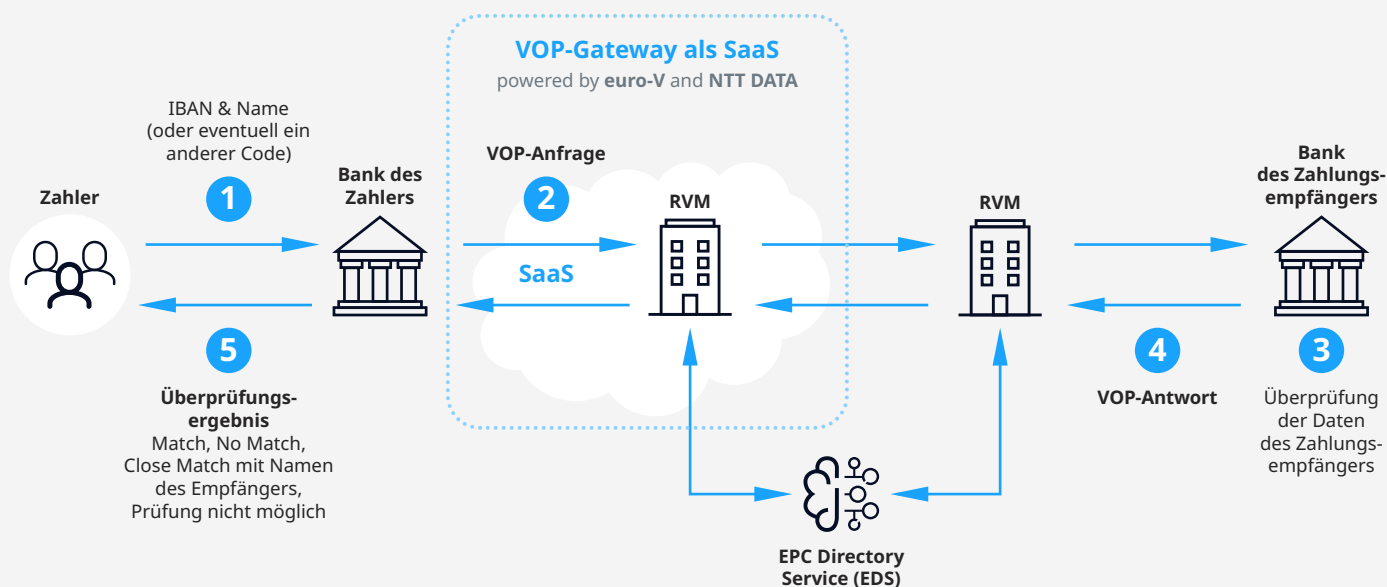 VOP-Gateway als SaaS
powered by euro-V and NTT DATA
IBAN & Name
(oder eventuell ein
anderer Code)
Zahler
1
Bank des
Zahlers
VOP-Anfrage
2
SaaS
RVM
RVM
Bank
des Zahlungs-
empfängers
5
Überprüfungs-
ergebnis
Match, No Match,
Close Match mit Namen
des Empfängers,
Prüfung nicht möglich
4
VOP-Antwort
3
Überprüfung
der Daten
des Zahlungs-
empfängers
EPC Directory
Service (EDS)